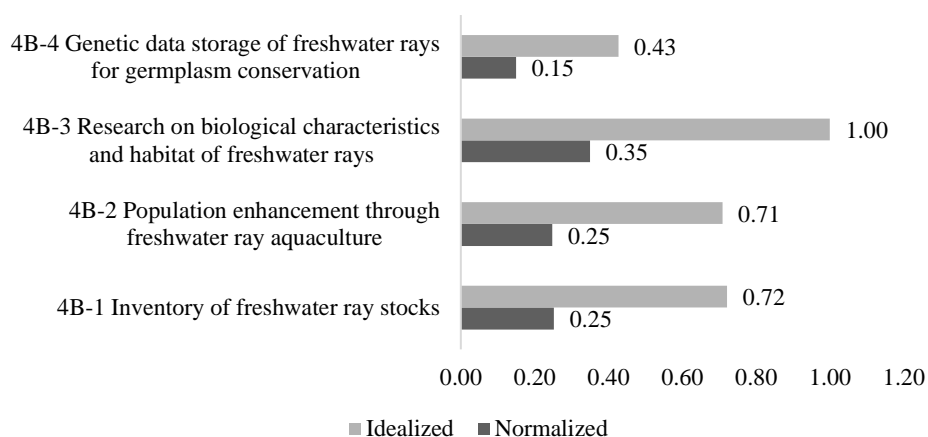 4B-4 Genetic data storage of freshwater rays
for germplasm conservation
0.43
0.15
4B-3 Research on biological characteristics
and habitat of freshwater rays
1.00
0.35
4B-2 Population enhancement through
freshwater ray aquaculture
0.71
0.25
4B-1 Inventory of freshwater ray stocks
0.72
0.25
0.00 0.20 0.40 0.60 0.80 1.00 1.20
Idealized Normalized